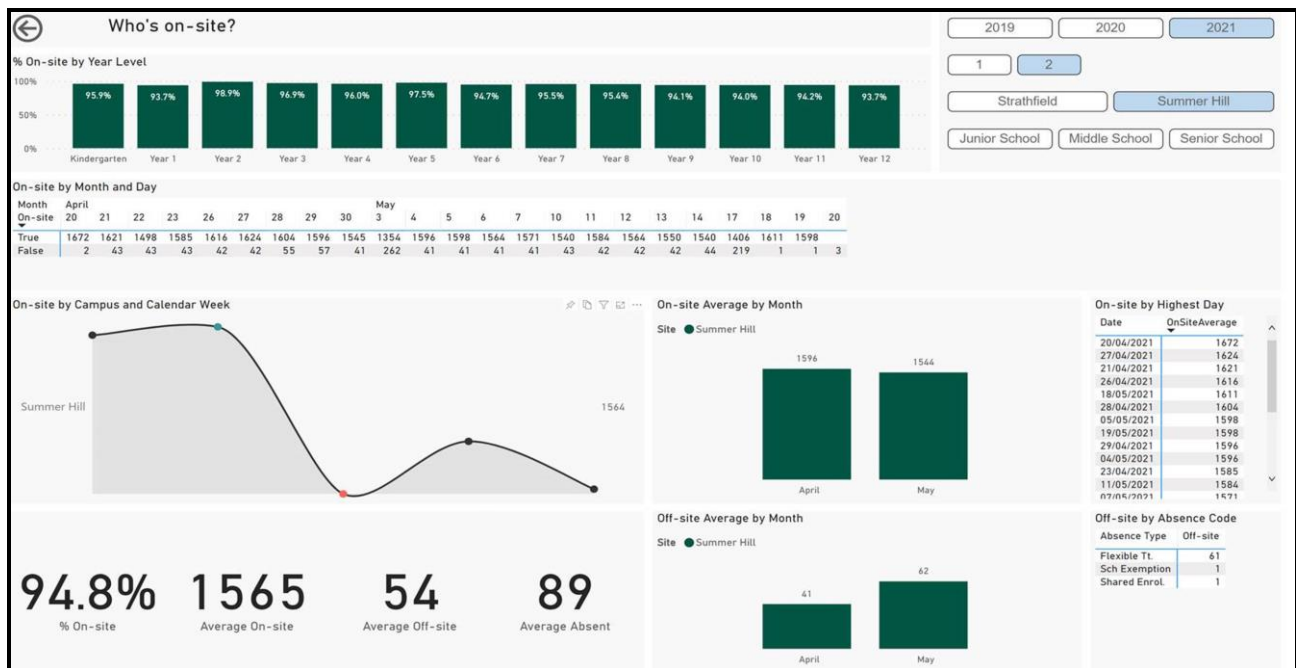 Who's on-site?
2019 2020 2021
1 2
Strathfield Summer Hill
Junior School Middle School Senior School
% On-site by Year Level
100%
50%
0%
95.9% 93.7% 98.9% 96.9% 96.0% 97.5% 94.7% 95.5% 95.4% 94.1% 94.0% 94.2% 93.7%
Kindergarten Year 1 Year 2 Year 3 Year 4 Year 5 Year 6 Year 7 Year 8 Year 9 Year 10 Year 11 Year 12
On-site by Month and Day
Month April May
On-site 20 21 22 23 26 27 28 29 30 3 4 5 6 7 10 11 12 13 14 17 18 19 20
True 1672 1621 1498 1585 1616 1624 1604 1596 1545 1354 1596 1598 1564 1571 1540 1584 1564 1550 1540 1406 1611 1598
False 2 43 43 43 42 42 55 57 41 262 41 41 41 41 43 42 42 42 44 219 1 1 3
On-site by Campus and Calendar Week
Summer Hill 1564
On-site Average by Month
Site Summer Hill
1596 1544
April May
On-site by Highest Day
Date OnSiteAverage
20/04/2021 1672
27/04/2021 1624
21/04/2021 1621
26/04/2021 1616
18/05/2021 1611
28/04/2021 1604
05/05/2021 1598
19/05/2021 1598
29/04/2021 1596
04/05/2021 1596
23/04/2021 1585
11/05/2021 1584
07/05/2021 1571
94.8% 1565 54 89
% On-site Average On-site Average Off-site Average Absent
Off-site Average by Month
Site Summer Hill
41 62
April May
Off-site by Absence Code
Absence Type Off-site
Flexible Tt. 61
Sch Exemption 1
Shared Enrol. 1